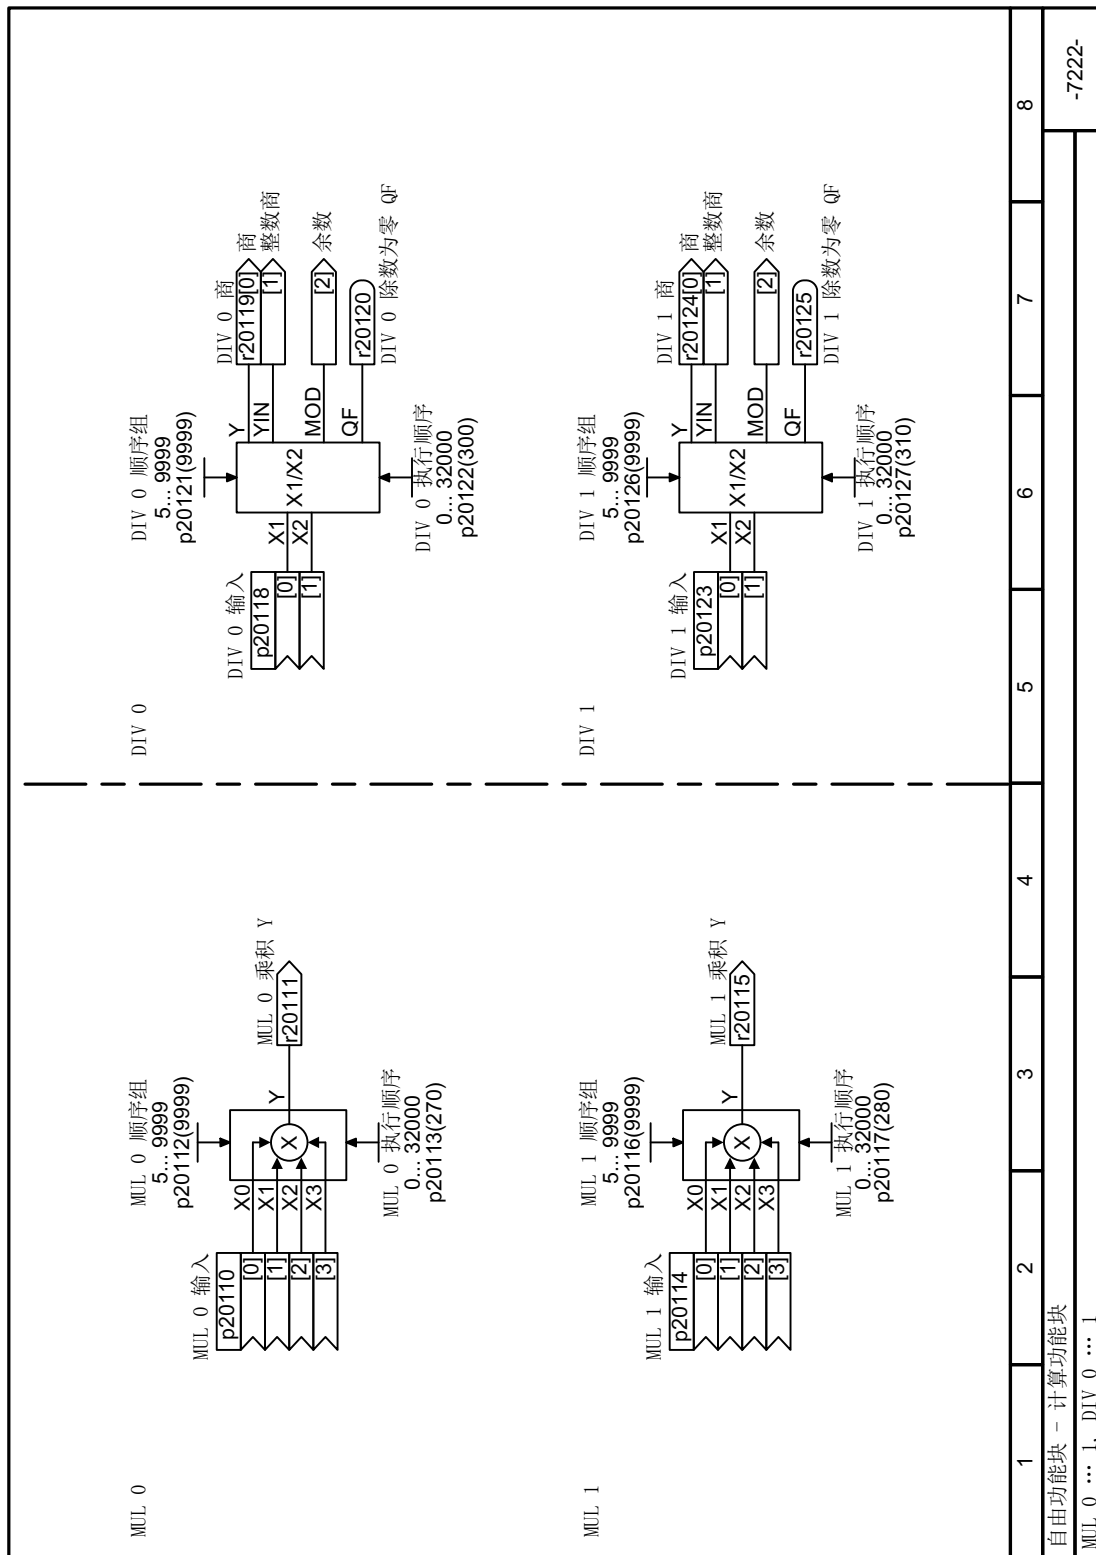 MUL 0
MUL 0 输入
p20110
[0]
[1]
[2]
[3]
X0
X1
X2
X3
MUL 0 顺序组
5... 9999
p20112(9999)
X
Y
MUL 0 执行顺序
0... 32000
p20113(270)
MUL 0 乘积 Y
r20111
DIV 0
DIV 0 输入
p20118
[0]
[1]
X1
X2
DIV 0 顺序组
5... 9999
p20121(9999)
X1/X2
DIV 0 执行顺序
0... 32000
p20122(300)
Y
YIN
MOD
QF
DIV 0 商
r20119[0] 商
[1] 整数商
[2] 余数
r20120
DIV 0 除数为零 QF
MUL 1
MUL 1 输入
p20114
[0]
[1]
[2]
[3]
X0
X1
X2
X3
MUL 1 顺序组
5... 9999
p20116(9999)
X
Y
MUL 1 执行顺序
0... 32000
p20117(280)
MUL 1 乘积 Y
r20115
DIV 1
DIV 1 输入
p20123
[0]
[1]
X1
X2
DIV 1 顺序组
5... 9999
p20126(9999)
X1/X2
DIV 1 执行顺序
0... 32000
p20127(310)
Y
YIN
MOD
QF
DIV 1 商
r20124[0] 商
[1] 整数商
[2] 余数
r20125
DIV 1 除数为零 QF
1 2 3 4 5 6 7 8
自由功能块 - 计算功能块
MUL 0 ... 1, DIV 0 ... 1
-7222-